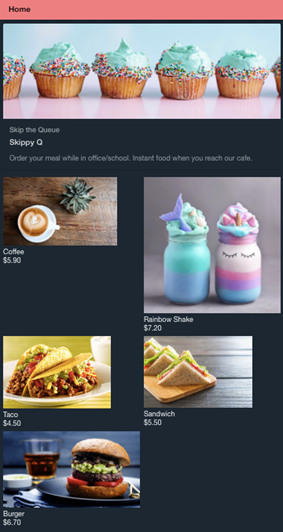 Home
Skip the Queue
Skippy Q
Order your meal while in office/school. Instant food when you reach our cafe.
Coffee
$5.90
Rainbow Shake
$7.20
Taco
$4.50
Sandwich
$5.50
Burger
$6.70